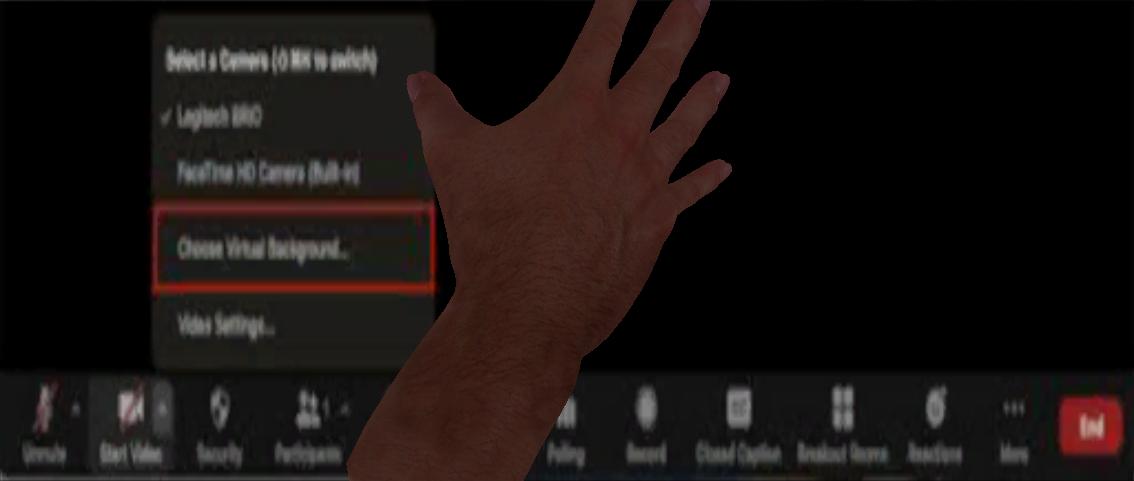 Select a Camera (⇧⌘N to switch)
✓ Logitech BRIO
FaceTime HD Camera (Built-in)
Choose Virtual Background...
Video Settings...
Unmute
Start Video
Security
Participants
1
Polling
Record
Closed Caption
Breakout Rooms
Reactions
More
End